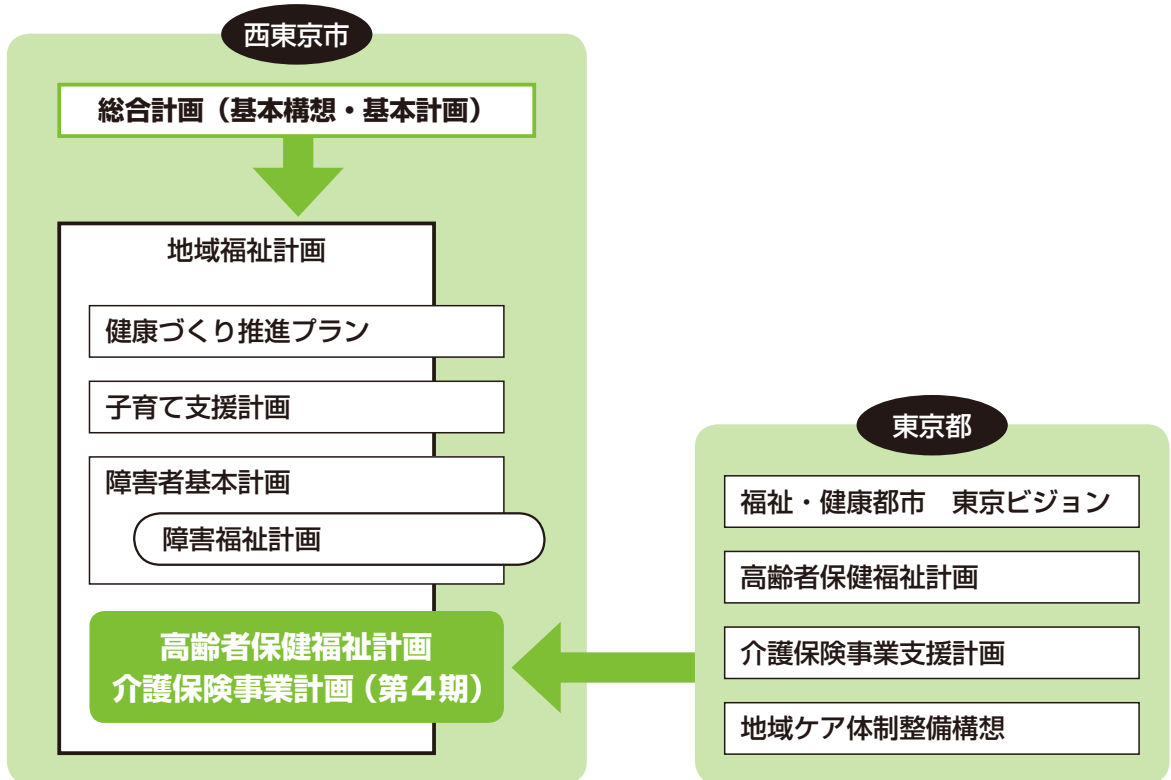 西東京市
総合計画（基本構想・基本計画）
地域福祉計画
健康づくり推進プラン
子育て支援計画
障害者基本計画
障害福祉計画
高齢者保健福祉計画
介護保険事業計画（第４期）
東京都
福祉・健康都市　東京ビジョン
高齢者保健福祉計画
介護保険事業支援計画
地域ケア体制整備構想